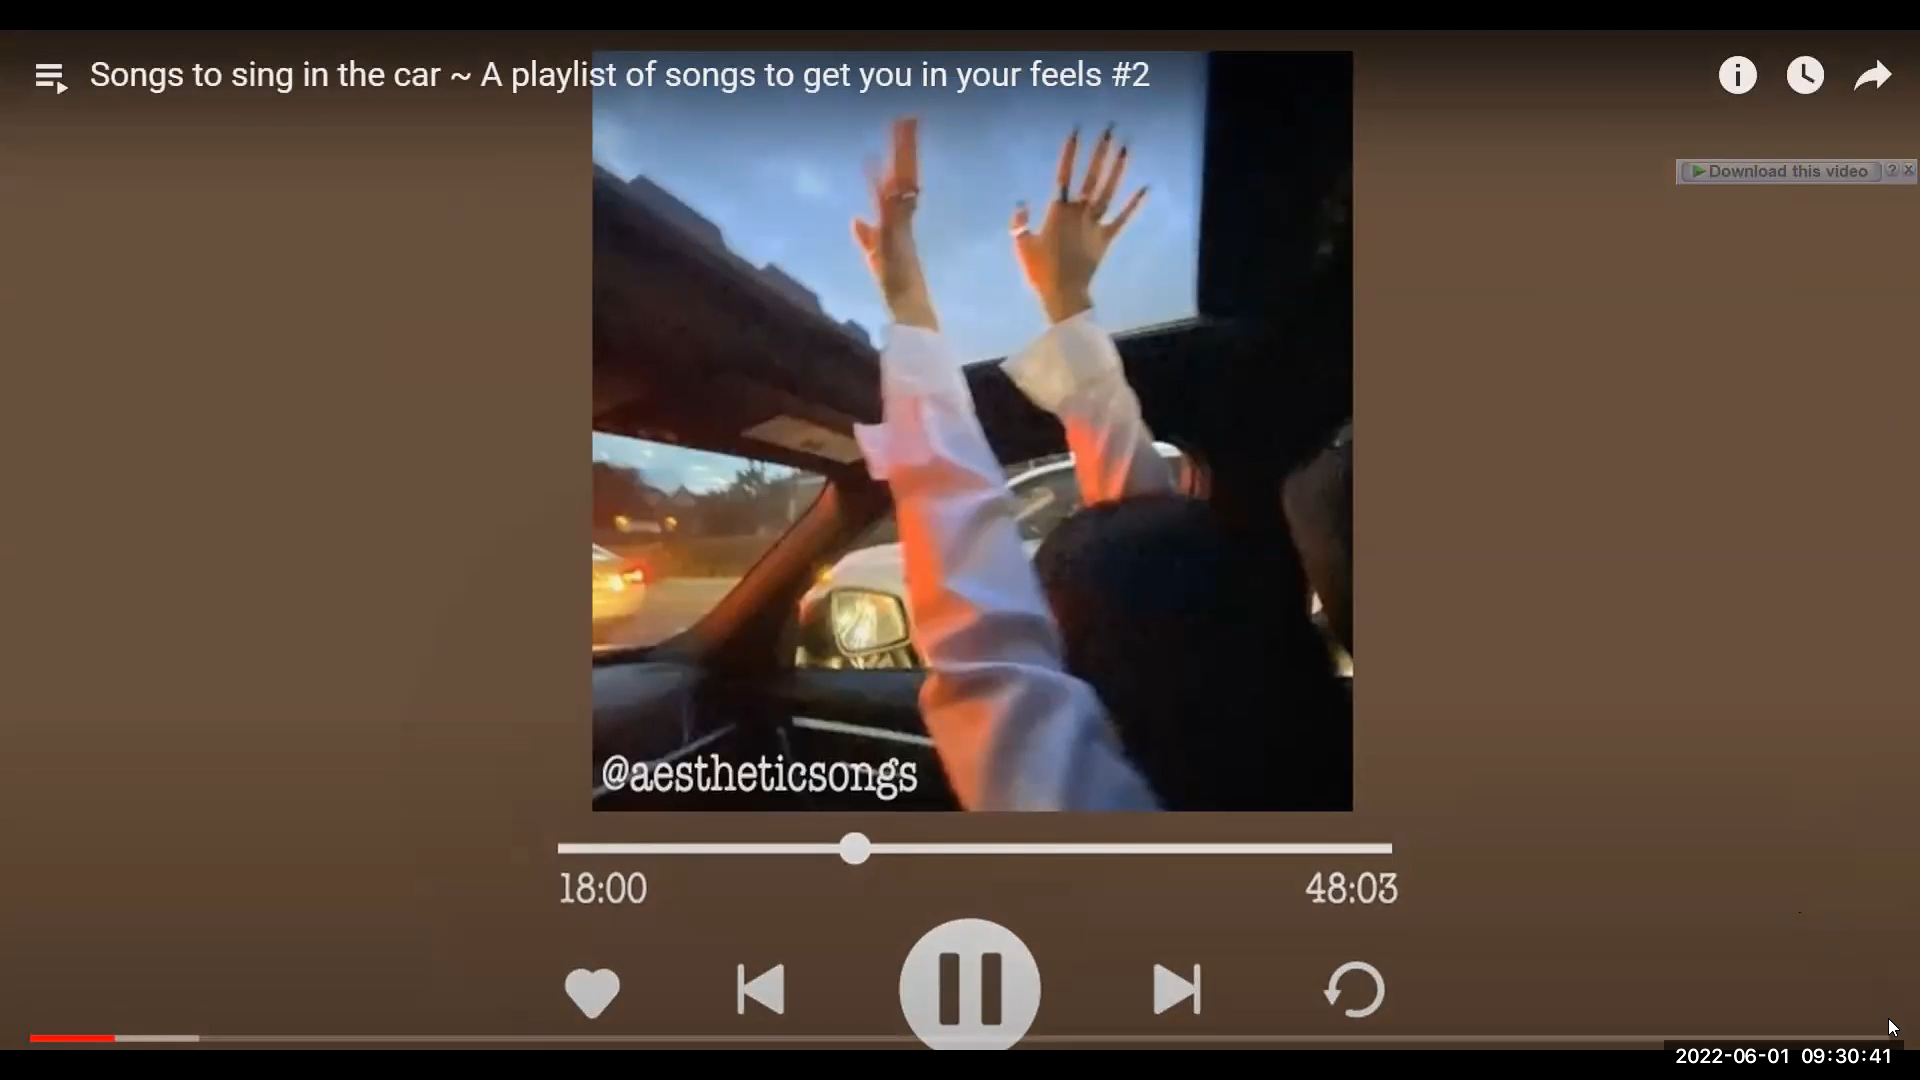 Songs to sing in the car ~ A playlist of songs to get you in your feels #2
Download this video
@aestheticsongs
18:00
48:03
2022-06-01 09:30:41